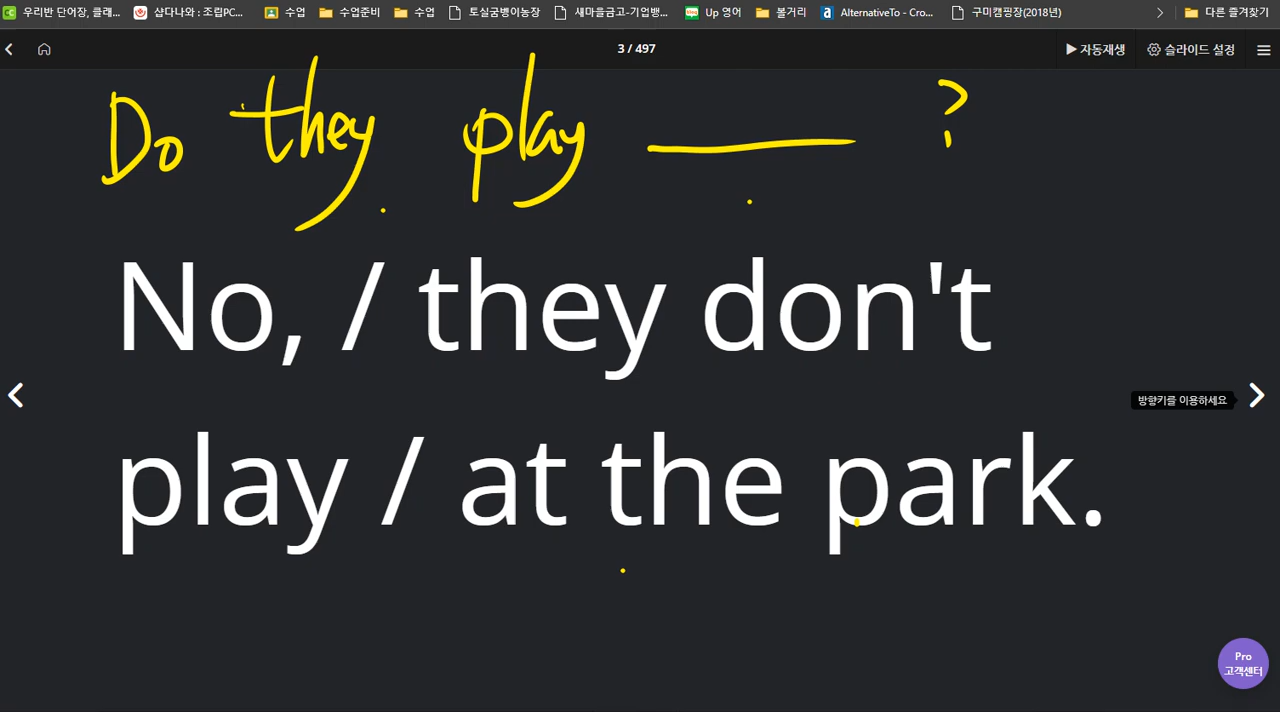 우리반 단어장, 클래... 샵다나와 : 조립PC... 수업 수업준비 수업 토실굼벵이농장 새마을금고-기업뱅... Up 영어 볼거리 AlternativeTo - Cro... 구미캠핑장(2018년) 다른 즐겨찾기
3 / 497 자동재생 슬라이드 설정
Do they play ______ ?
No, / they don't
방향키를 이용하세요
play / at the park.
Pro
고객센터